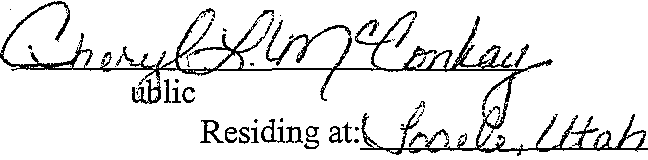 Cheryl L. McConkay
ublic
Residing at: Tooele, Utah